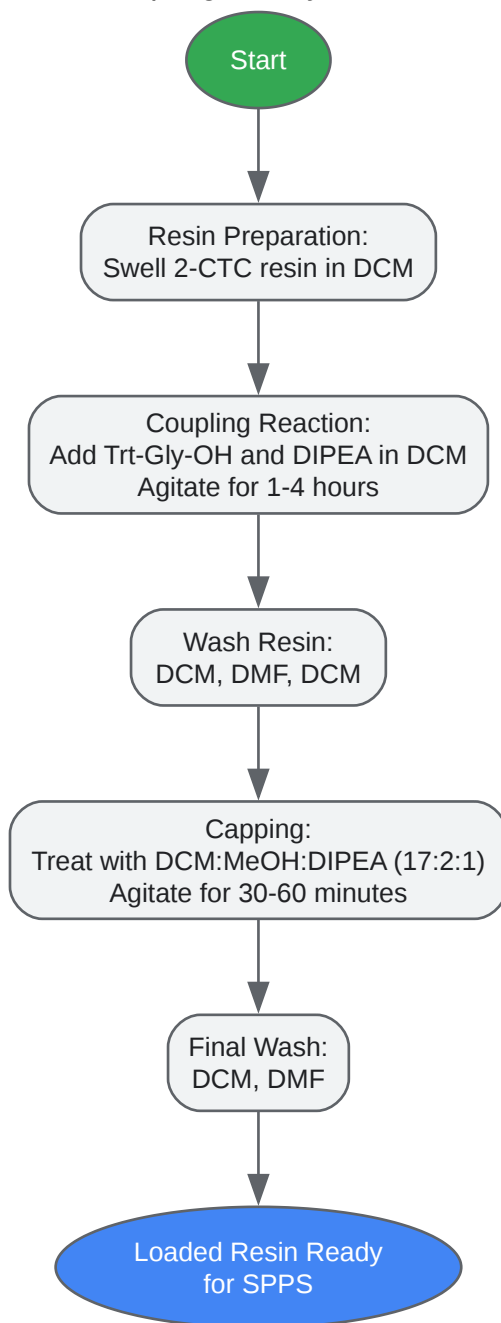 Start
Resin Preparation:
Swell 2-CTC resin in DCM
Coupling Reaction:
Add Trt-Gly-OH and DIPEA in DCM
Agitate for 1-4 hours
Wash Resin:
DCM, DMF, DCM
Capping:
Treat with DCM:MeOH:DIPEA (17:2:1)
Agitate for 30-60 minutes
Final Wash:
DCM, DMF
Loaded Resin Ready
for SPPS